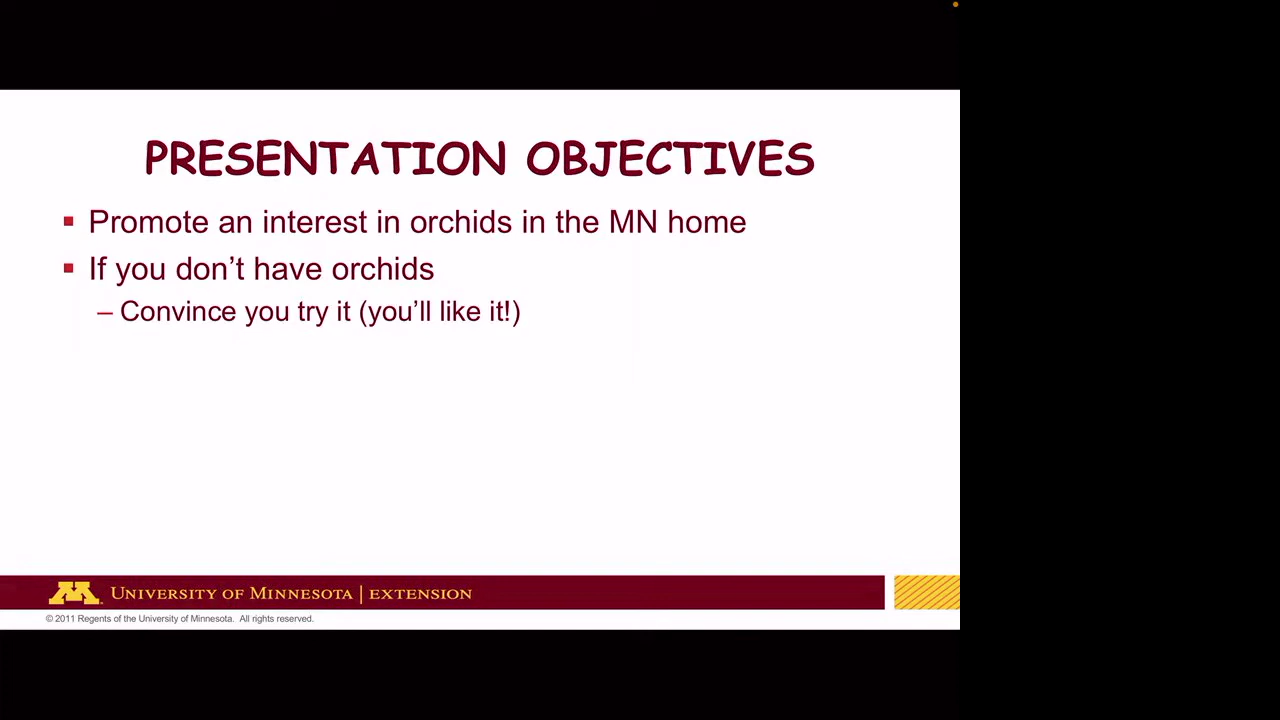 PRESENTATION OBJECTIVES
▪ Promote an interest in orchids in the MN home
▪ If you don’t have orchids
– Convince you try it (you’ll like it!)
M UNIVERSITY OF MINNESOTA | EXTENSION
© 2011 Regents of the University of Minnesota. All rights reserved.